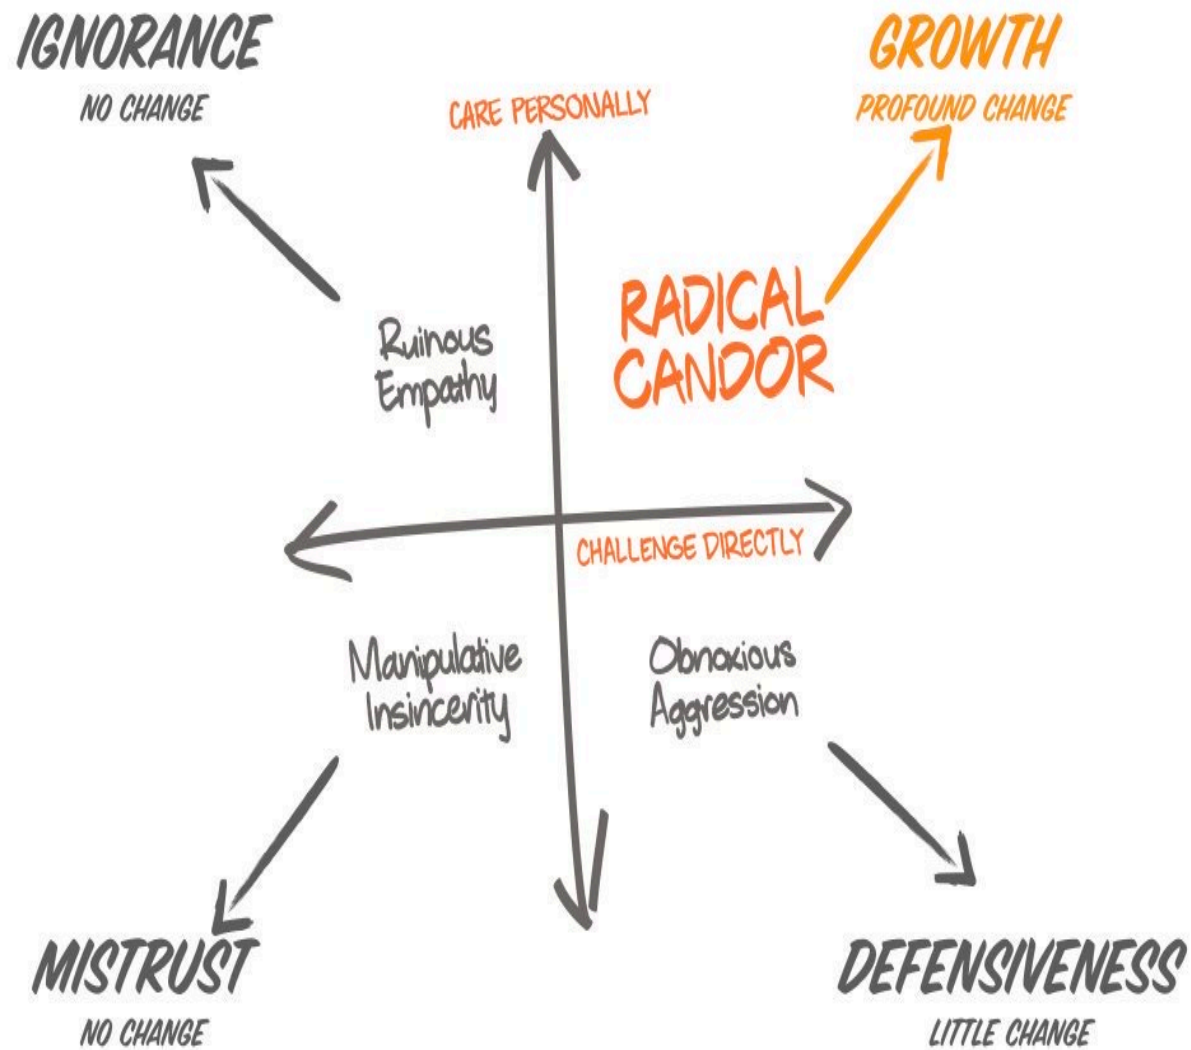 IGNORANCE
NO CHANGE
GROWTH
PROFOUND CHANGE
CARE PERSONALLY
RADICAL
CANDOR
Ruinous
Empathy
CHALLENGE DIRECTLY
Manipulative
Insincerity
Obnoxious
Aggression
MISTRUST
NO CHANGE
DEFENSIVENESS
LITTLE CHANGE